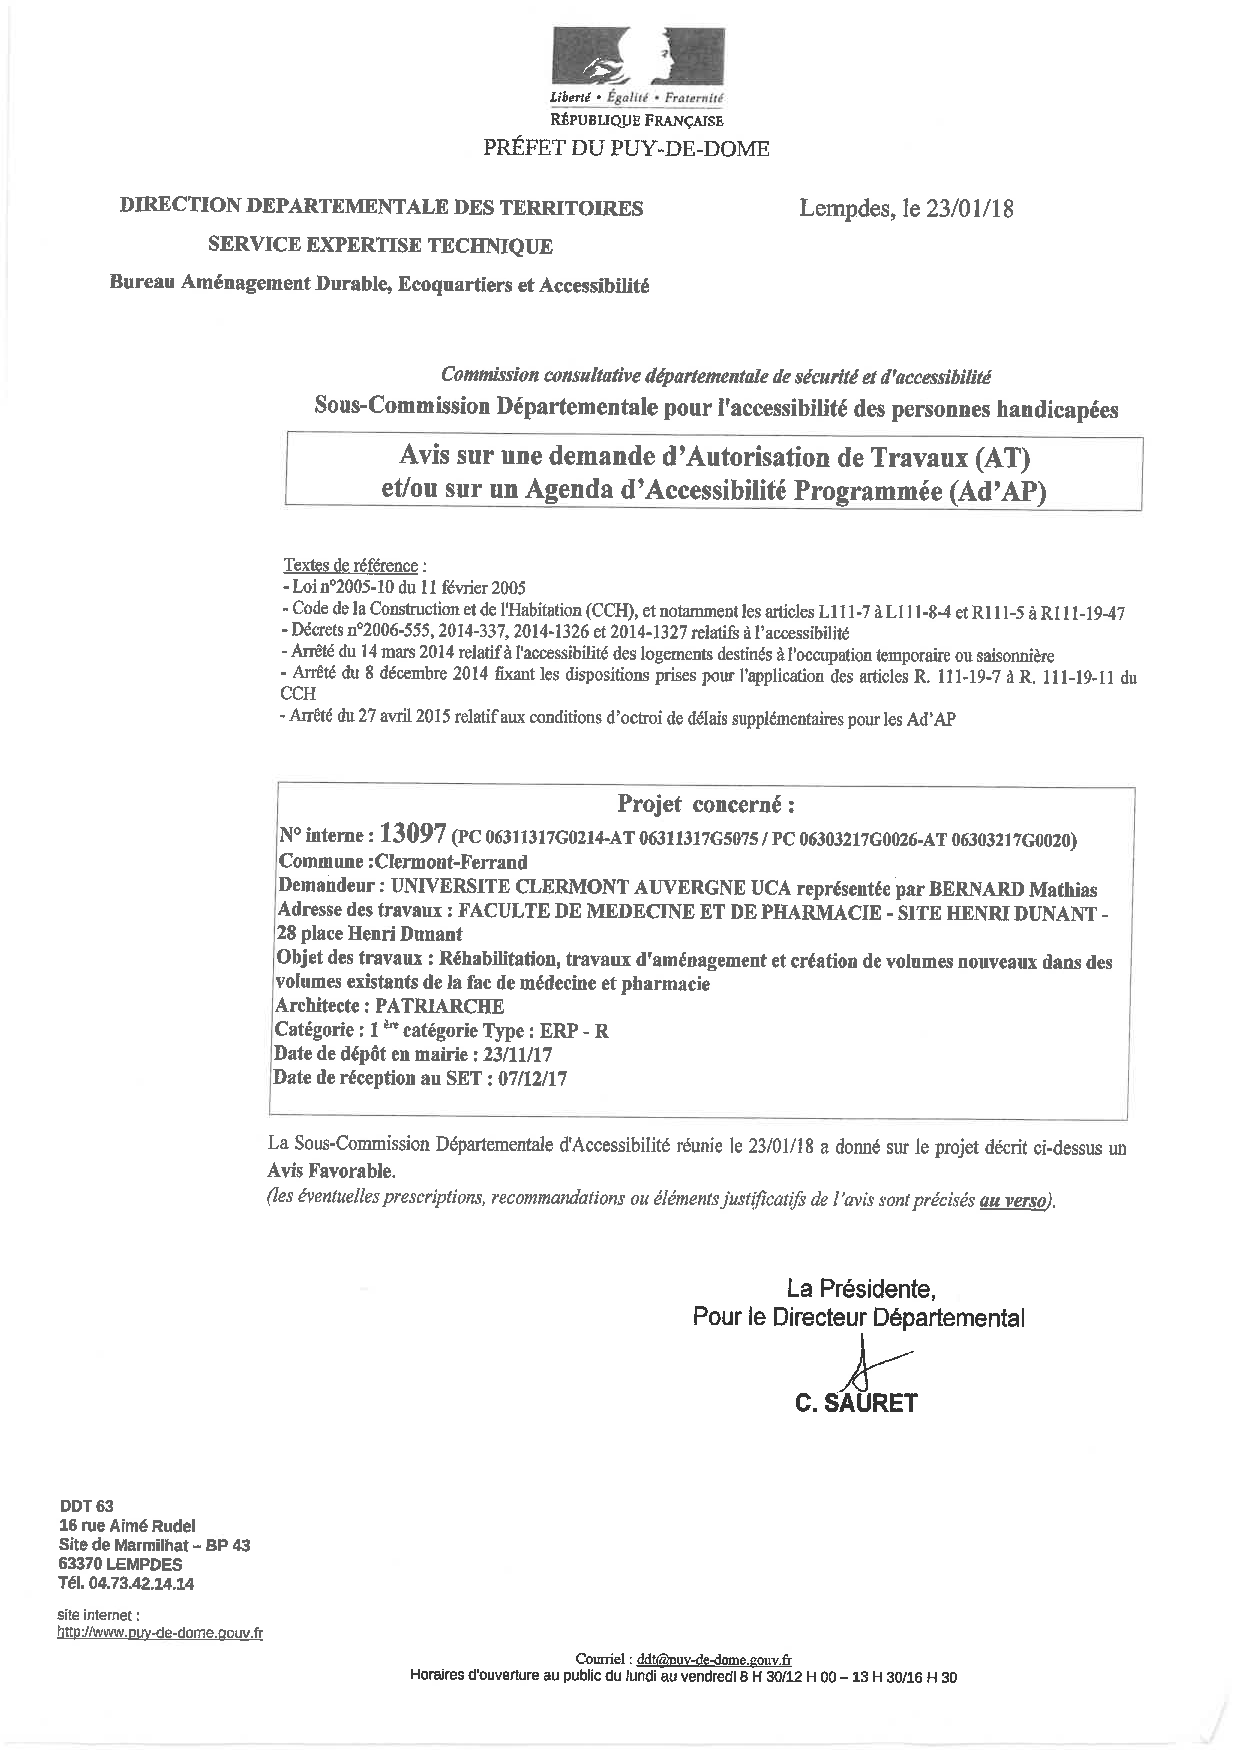 Liberté • Égalité • Fraternité
RÉPUBLIQUE FRANÇAISE
PRÉFET DU PUY-DE-DOME
DIRECTION DEPARTEMENTALE DES TERRITOIRES
Lempdes, le 23/01/18
SERVICE EXPERTISE TECHNIQUE
Bureau Aménagement Durable, Ecoquartiers et Accessibilité
Commission consultative départementale de sécurité et d'accessibilité
Sous-Commission Départementale pour l'accessibilité des personnes handicapées
Avis sur une demande d'Autorisation de Travaux (AT)
et/ou sur un Agenda d'Accessibilité Programmée (Ad'AP)
Textes de référence :
- Loi n°2005-10 du 11 février 2005
- Code de la Construction et de l'Habitation (CCH), et notamment les articles L111-7 à L111-8-4 et R111-5 à R111-19-47
- Décrets n°2006-555, 2014-337, 2014-1326 et 2014-1327 relatifs à l'accessibilité
- Arrêté du 14 mars 2014 relatif à l'accessibilité des logements destinés à l'occupation temporaire ou saisonnière
- Arrêté du 8 décembre 2014 fixant les dispositions prises pour l'application des articles R. 111-19-7 à R. 111-19-11 du
CCH
- Arrêté du 27 avril 2015 relatif aux conditions d'octroi de délais supplémentaires pour les Ad'AP
Projet concerné :
N° interne : 13097 (PC 06311317G0214-AT 06311317G5075 / PC 06303217G0026-AT 06303217G0020)
Commune :Clermont-Ferrand
Demandeur : UNIVERSITE CLERMONT AUVERGNE UCA représentée par BERNARD Mathias
Adresse des travaux : FACULTE DE MEDECINE ET DE PHARMACIE - SITE HENRI DUNANT -
28 place Henri Dunant
Objet des travaux : Réhabilitation, travaux d'aménagement et création de volumes nouveaux dans des
volumes existants de la fac de médecine et pharmacie
Architecte : PATRIARCHE
Catégorie : 1 ère catégorie Type : ERP - R
Date de dépôt en mairie : 23/11/17
Date de réception au SET : 07/12/17
La Sous-Commission Départementale d'Accessibilité réunie le 23/01/18 a donné sur le projet décrit ci-dessus un
Avis Favorable.
(les éventuelles prescriptions, recommandations ou éléments justificatifs de l'avis sont précisés au verso).
La Présidente,
Pour le Directeur Départemental
C. SAURET
DDT 63
16 rue Aimé Rudel
Site de Marmilhat – BP 43
63370 LEMPDES
Tél. 04.73.42.14.14
site internet :
http://www.puy-de-dome.gouv.fr
Courriel : ddt@puy-de-dome.gouv.fr
Horaires d'ouverture au public du lundi au vendredi 8 H 30/12 H 00 – 13 H 30/16 H 30